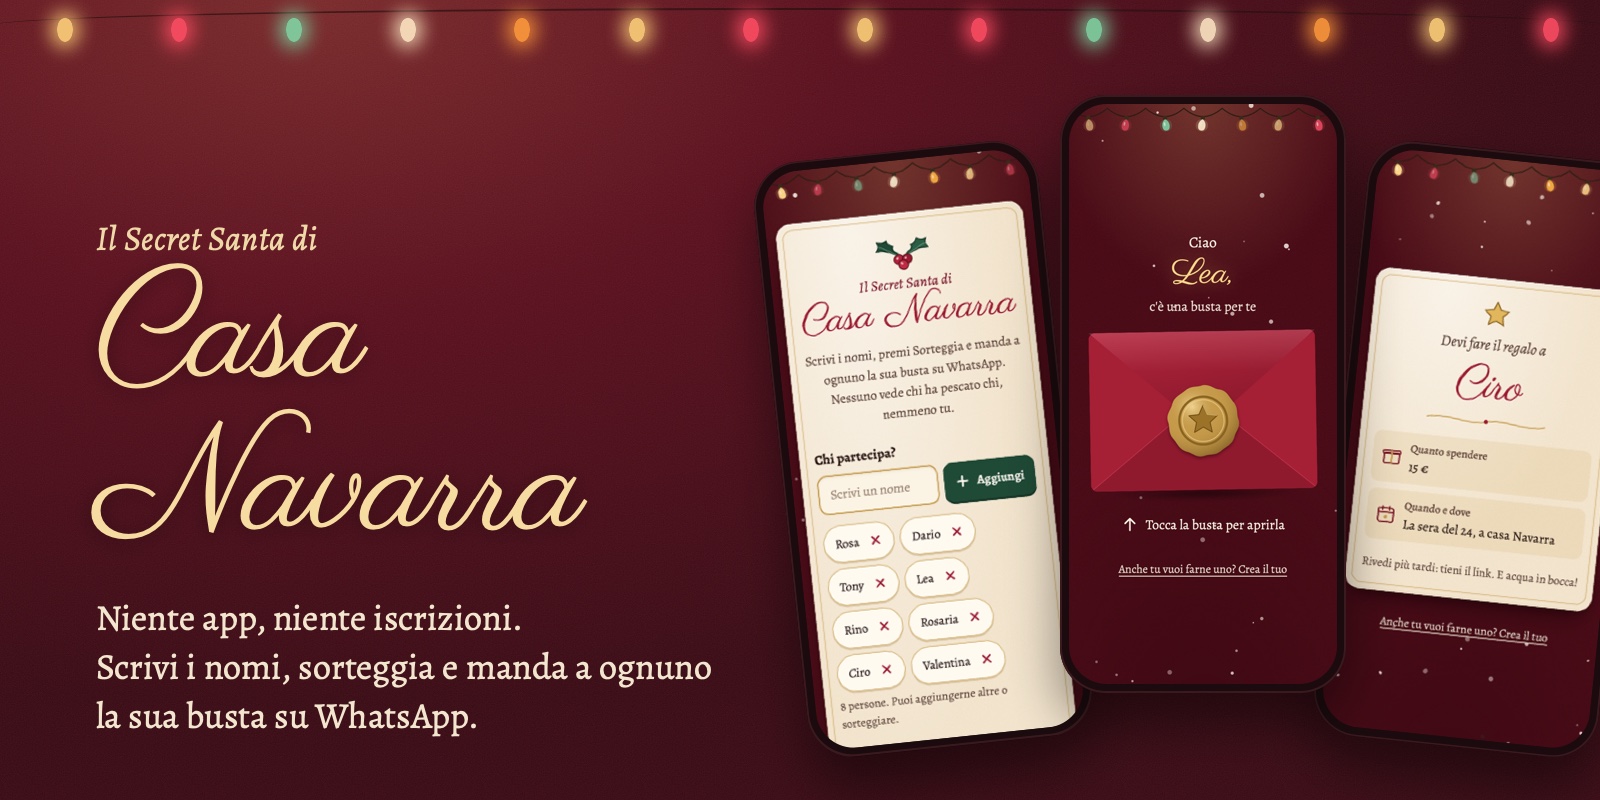 Il Secret Santa di
Casa
Navarra
Niente app, niente iscrizioni.
Scrivi i nomi, sorteggia e manda a ognuno
la sua busta su WhatsApp.
Il Secret Santa di
Casa Navarra
Scrivi i nomi, premi Sorteggia e manda a
ognuno la sua busta su WhatsApp.
Nessuno vede chi ha pescato chi,
nemmeno tu.
Chi partecipa?
Scrivi un nome
+ Aggiungi
Rosa ✕ Dario ✕
Tony ✕ Lea ✕
Rino ✕ Rosaria ✕
Ciro ✕ Valentina ✕
8 persone. Puoi aggiungerne altre o
sorteggiare.
Ciao
Lea,
c'è una busta per te
↑ Tocca la busta per aprirla
Anche tu vuoi farne uno? Crea il tuo
Devi fare il regalo a
Ciro
Quanto spendere
15 €
Quando e dove
La sera del 24, a casa Navarra
Rivedi più tardi: tieni il link. E acqua in bocca!
Anche tu vuoi farne uno? Crea il tuo